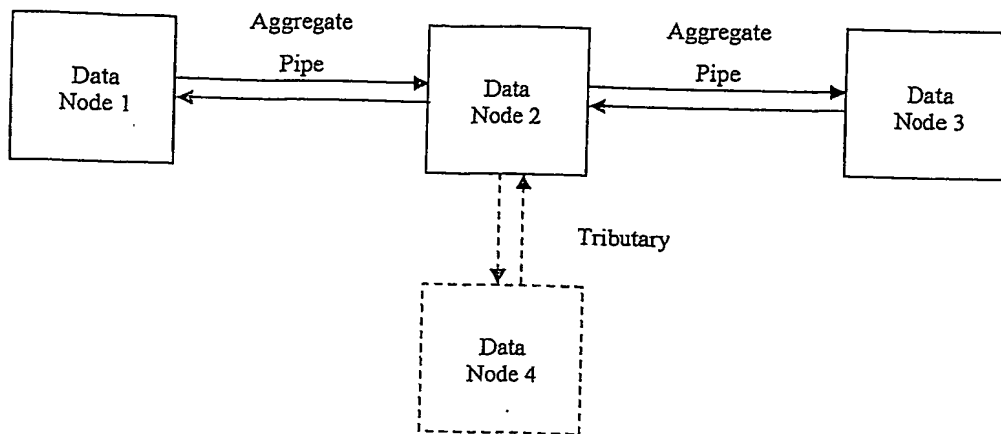 Aggregate
Pipe
Aggregate
Pipe
Data
Node 1
Data
Node 2
Data
Node 3
Tributary
Data
Node 4